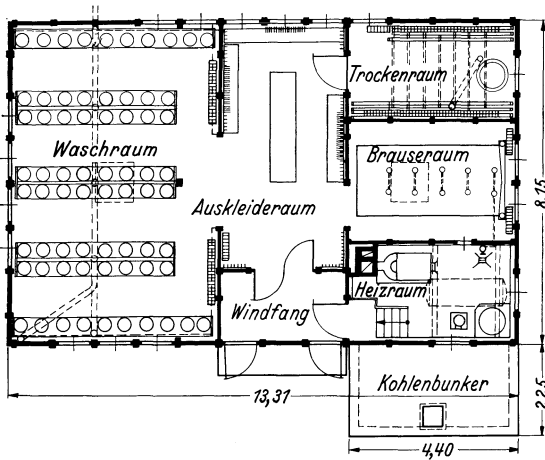 Trockenraum
Waschraum
Brauseraum
Auskleideraum
8,15
Heizraum
Windfang
Kohlenbunker
13,31
2,25
4,40